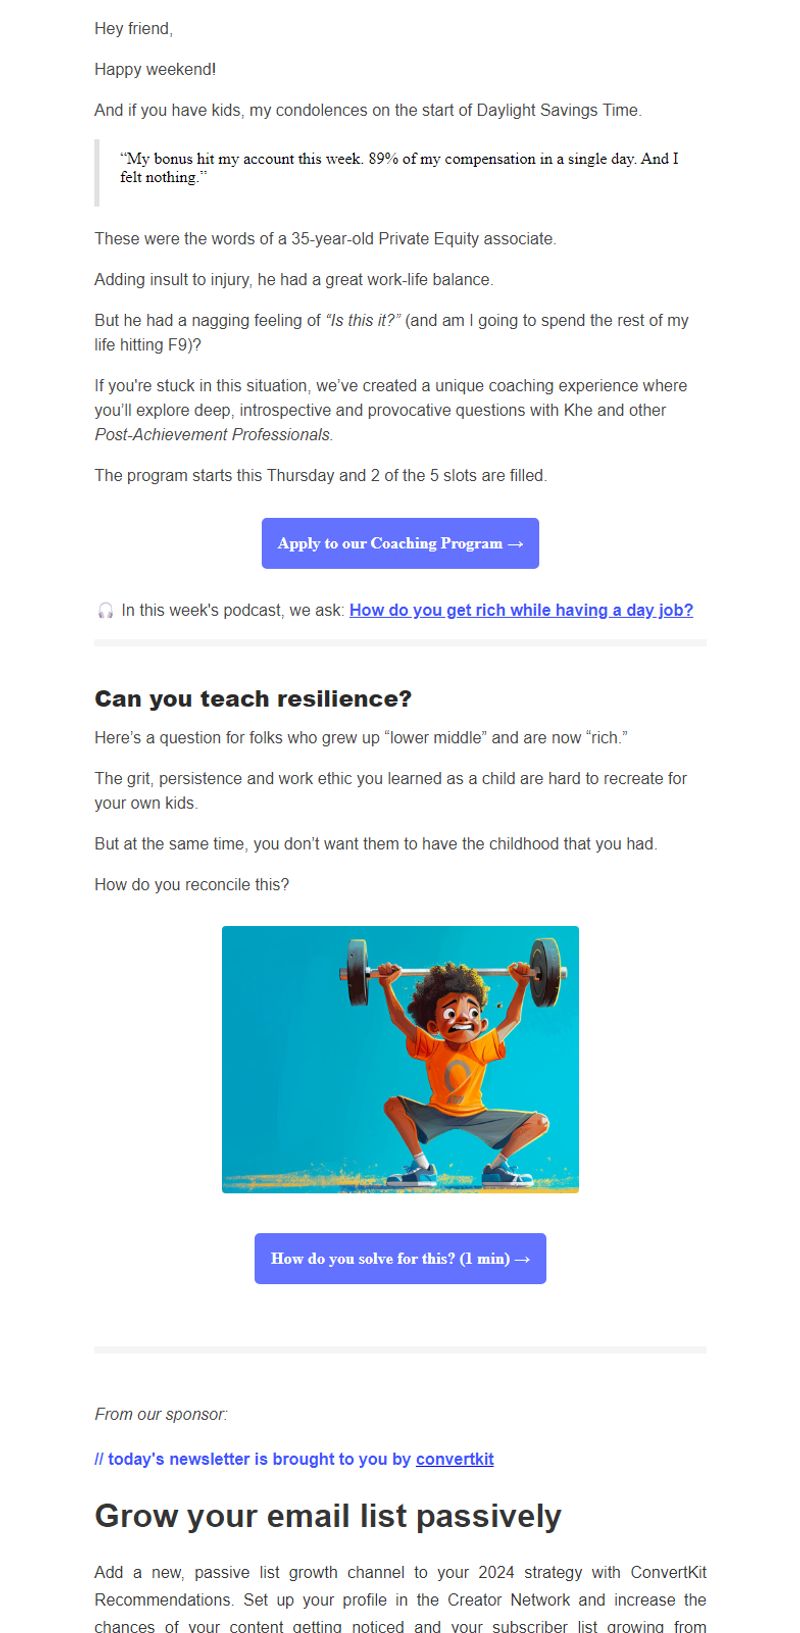 Hey friend,
Happy weekend!
And if you have kids, my condolences on the start of Daylight Savings Time.
“My bonus hit my account this week. 89% of my compensation in a single day. And I
felt nothing.”
These were the words of a 35-year-old Private Equity associate.
Adding insult to injury, he had a great work-life balance.
But he had a nagging feeling of “Is this it?” (and am I going to spend the rest of my
life hitting F9)?
If you're stuck in this situation, we’ve created a unique coaching experience where
you’ll explore deep, introspective and provocative questions with Khe and other
Post-Achievement Professionals.
The program starts this Thursday and 2 of the 5 slots are filled.
Apply to our Coaching Program →
🎧 In this week's podcast, we ask: How do you get rich while having a day job?
Can you teach resilience?
Here’s a question for folks who grew up “lower middle” and are now “rich.”
The grit, persistence and work ethic you learned as a child are hard to recreate for
your own kids.
But at the same time, you don’t want them to have the childhood that you had.
How do you reconcile this?
How do you solve for this? (1 min) →
From our sponsor:
// today's newsletter is brought to you by convertkit
Grow your email list passively
Add a new, passive list growth channel to your 2024 strategy with ConvertKit
Recommendations. Set up your profile in the Creator Network and increase the
chances of your content getting noticed and your subscriber list growing from